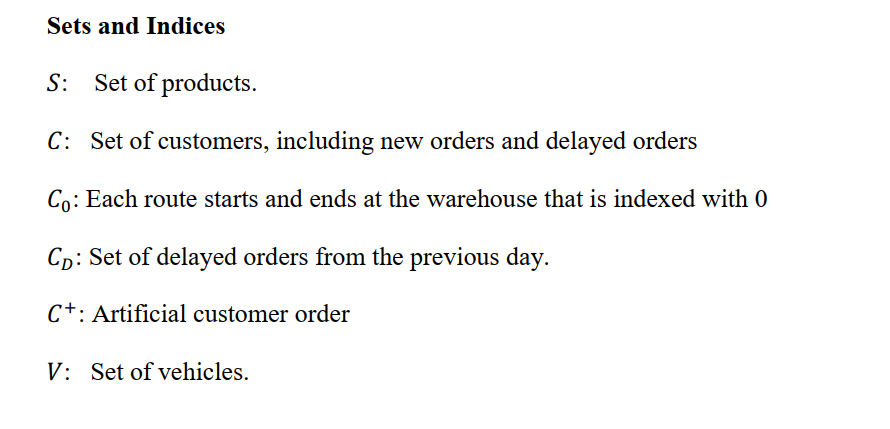 Sets and Indices
S: Set of products.
C: Set of customers, including new orders and delayed orders
C₀: Each route starts and ends at the warehouse that is indexed with 0
C_D: Set of delayed orders from the previous day.
C⁺: Artificial customer order
V: Set of vehicles.